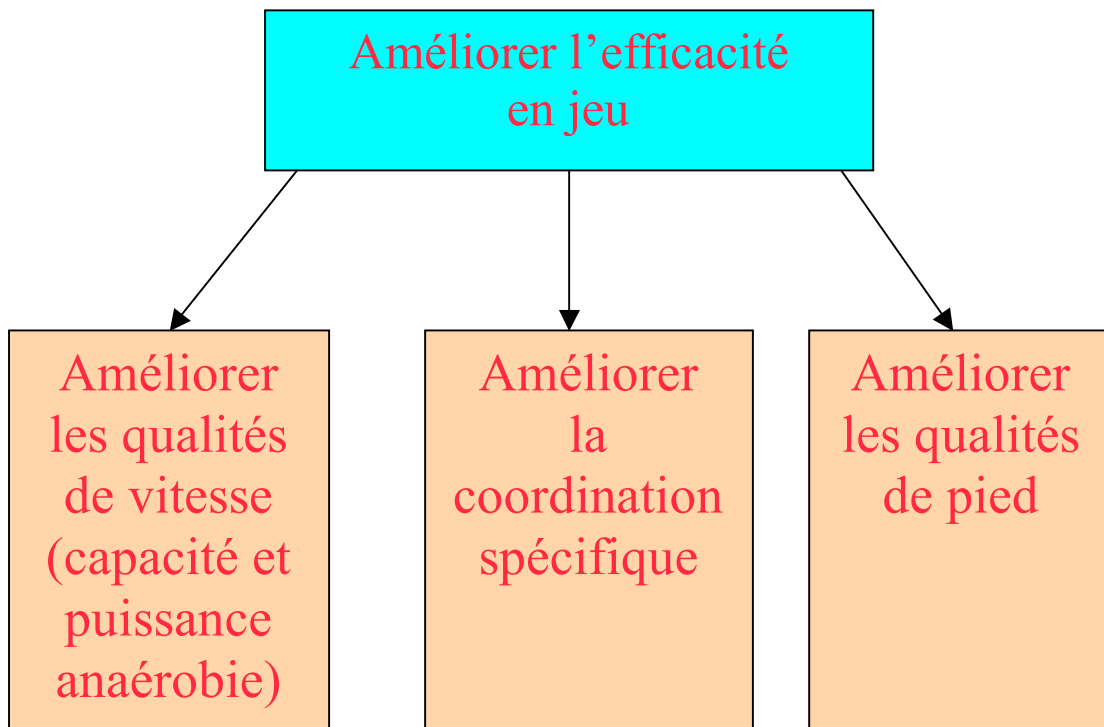 Améliorer l’efficacité
en jeu
Améliorer
les qualités
de vitesse
(capacité et
puissance
anaérobie)
Améliorer
la
coordination
spécifique
Améliorer
les qualités
de pied